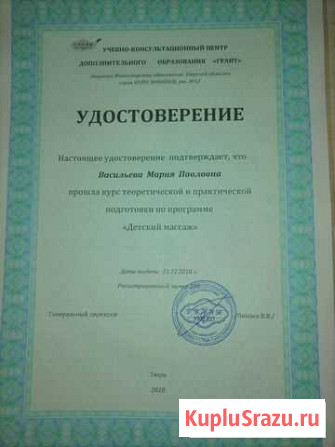 УЧЕБНО-КОНСУЛЬТАЦИОННЫЙ ЦЕНТР
ДОПОЛНИТЕЛЬНОГО ОБРАЗОВАНИЯ
УДОСТОВЕРЕНИЕ
Настоящее удостоверение подтверждает, что
Васильева Мария Павловна
прошла курс теоретической и практической
подготовки по программе
«Детский массаж»
Дата выдачи
Регистрационный номер
Генеральный директор
Тверь
2010
KupluSrazu.ru